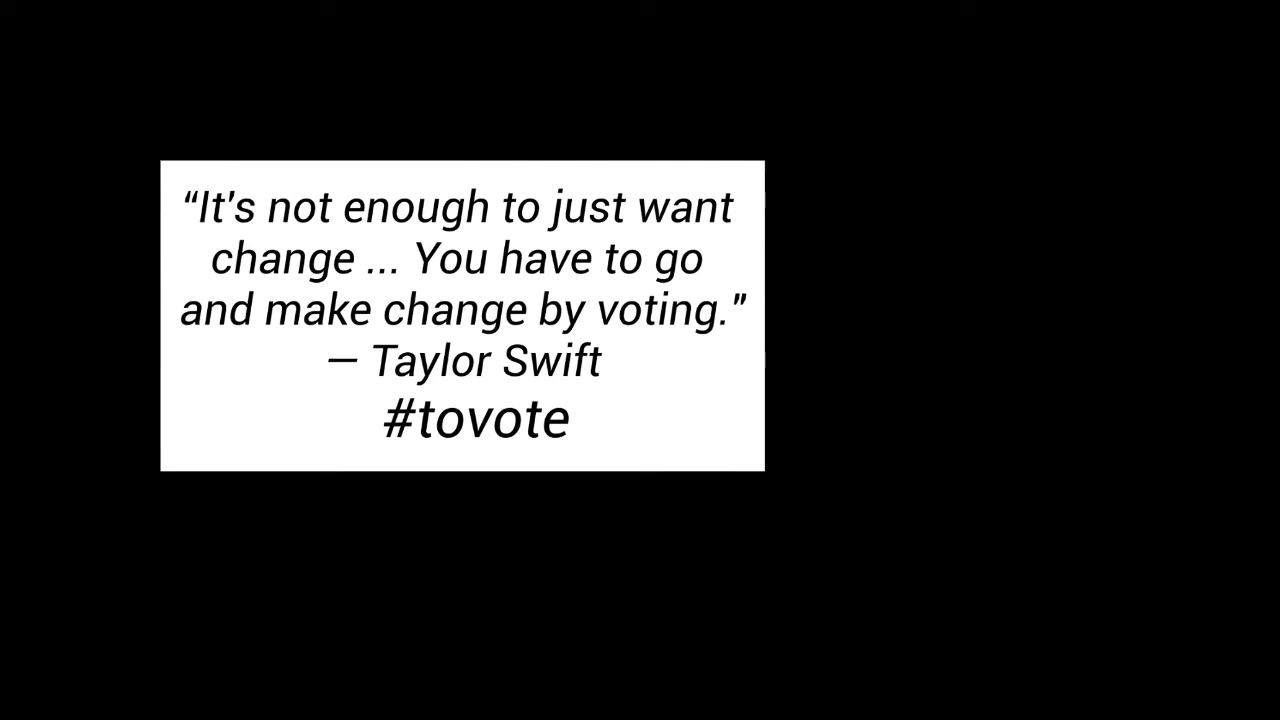 “It's not enough to just want
change ... You have to go
and make change by voting.”
— Taylor Swift
#tovote